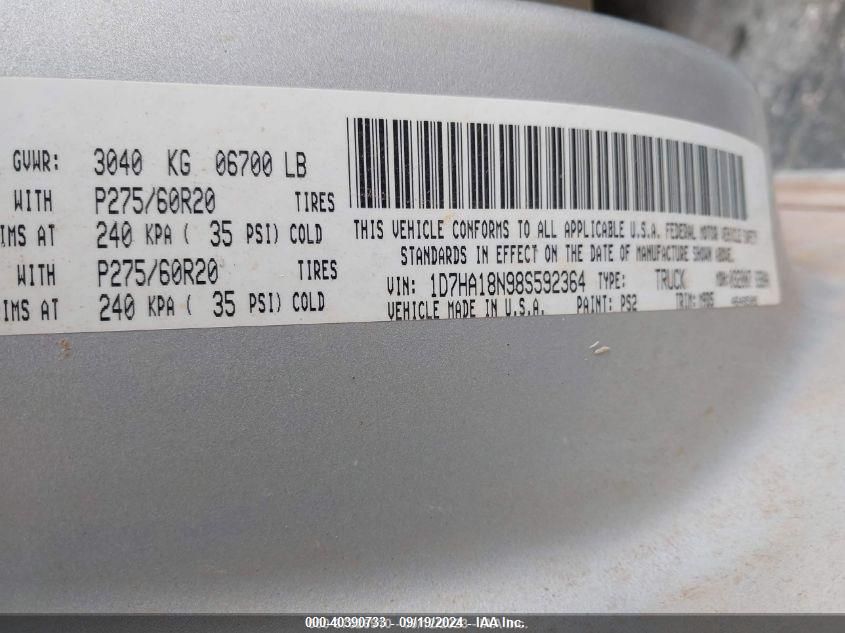 GVWR: 3040 KG 06700 LB
WITH P275/60R20 TIRES
IMS AT 240 KPA ( 35 PSI) COLD
WITH P275/60R20 TIRES
IMS AT 240 KPA ( 35 PSI) COLD
THIS VEHICLE CONFORMS TO ALL APPLICABLE U.S.A. FEDERAL MOTOR VEHICLE SAFETY
STANDARDS IN EFFECT ON THE DATE OF MANUFACTURE SHOWN ABOVE.
VIN: 1D7HA18N98S592364 TYPE: TRUCK
VEHICLE MADE IN U.S.A. PAINT: PS2 TRIM:
000-40390733 - 09/19/2024 - IAA Inc.